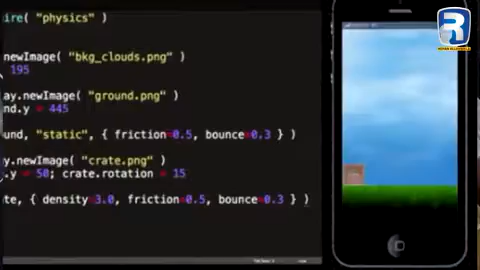 ire( "physics" )
newImage( "bkg_clouds.png" )
195
ay.newImage( "ground.png" )
nd.y = 445
und, "static", { friction=0.5, bounce=0.3 } )
y.newImage( "crate.png" )
.y = 50; crate.rotation = 15
ate, { density=3.0, friction=0.5, bounce=0.3 } )